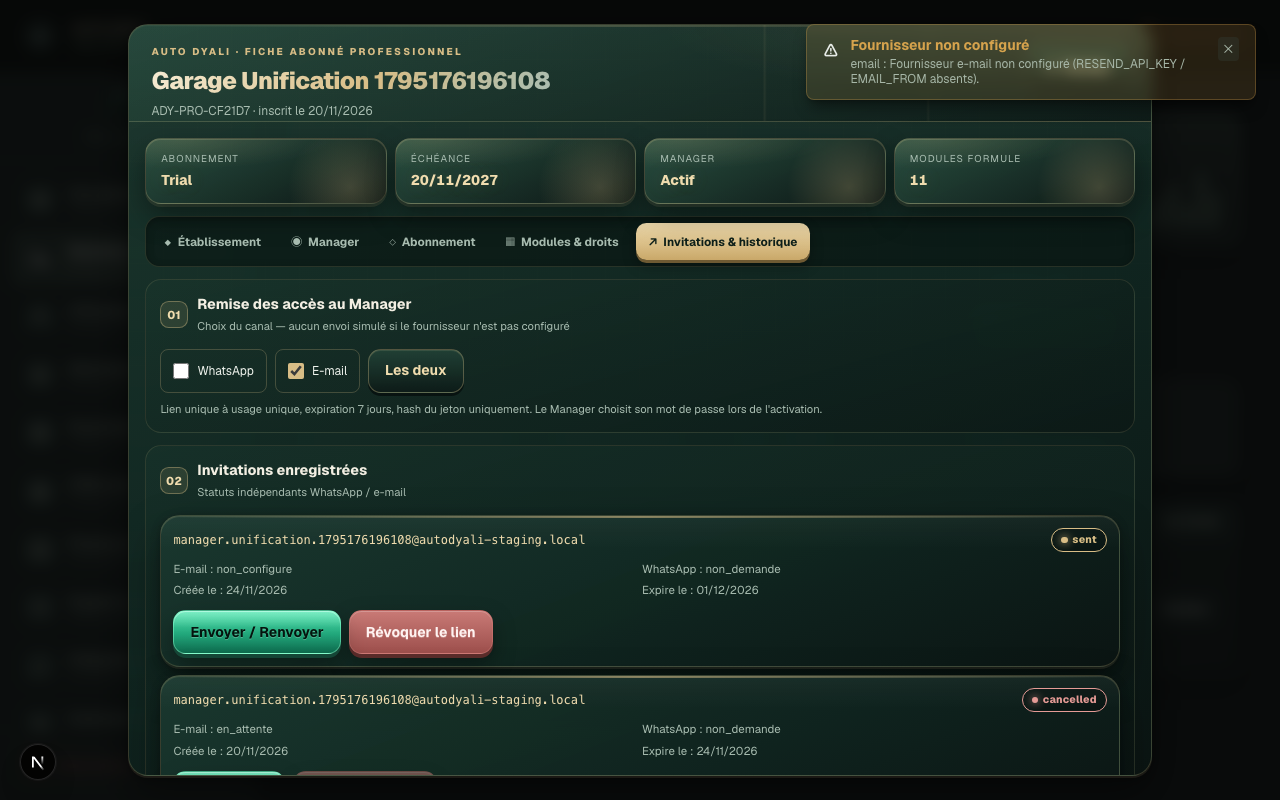 AUTO DYALI · FICHE ABONNÉ PROFESSIONNEL
Garage Unification 1795176196108
ADY-PRO-CF21D7 · inscrit le 20/11/2026
Fournisseur non configuré
email : Fournisseur e-mail non configuré (RESEND_API_KEY /
EMAIL_FROM absents).
ABONNEMENT
Trial
ÉCHÉANCE
20/11/2027
MANAGER
Actif
MODULES FORMULE
11
Établissement
Manager
Abonnement
Modules & droits
Invitations & historique
01
Remise des accès au Manager
Choix du canal — aucun envoi simulé si le fournisseur n'est pas configuré
WhatsApp
E-mail
Les deux
Lien unique à usage unique, expiration 7 jours, hash du jeton uniquement. Le Manager choisit son mot de passe lors de l'activation.
02
Invitations enregistrées
Statuts indépendants WhatsApp / e-mail
manager.unification.1795176196108@autodyali-staging.local
sent
E-mail : non_configure
WhatsApp : non_demande
Créée le : 24/11/2026
Expire le : 01/12/2026
Envoyer / Renvoyer
Révoquer le lien
manager.unification.1795176196108@autodyali-staging.local
cancelled
E-mail : en_attente
WhatsApp : non_demande
Créée le : 20/11/2026
Expire le : 24/11/2026
N